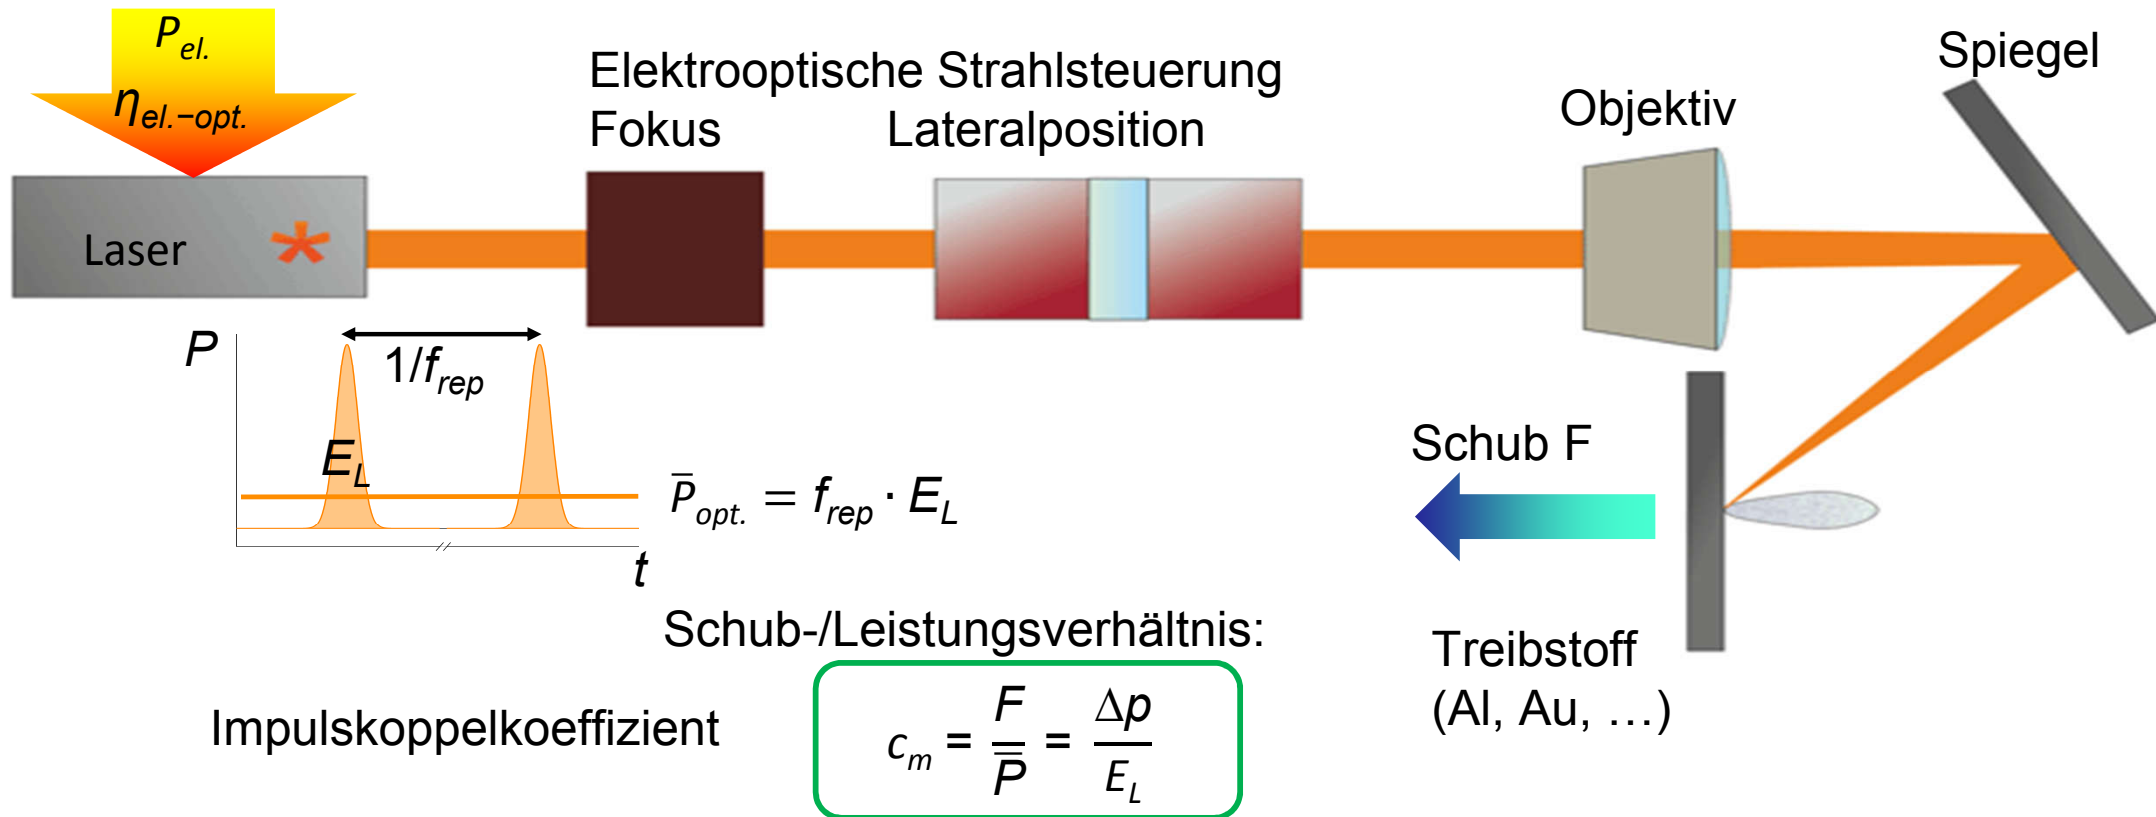 P_el.
η_el.−opt.
Laser *
Elektrooptische Strahlsteuerung
Fokus Lateralposition
Objektiv
Spiegel
P
1/f_rep
E_L
t
P̅_opt. = f_rep · E_L
Schub F
Treibstoff
(Al, Au, …)
Schub-/Leistungsverhältnis:
Impulskoppelkoeffizient
c_m = F/P̅ = Δp/E_L